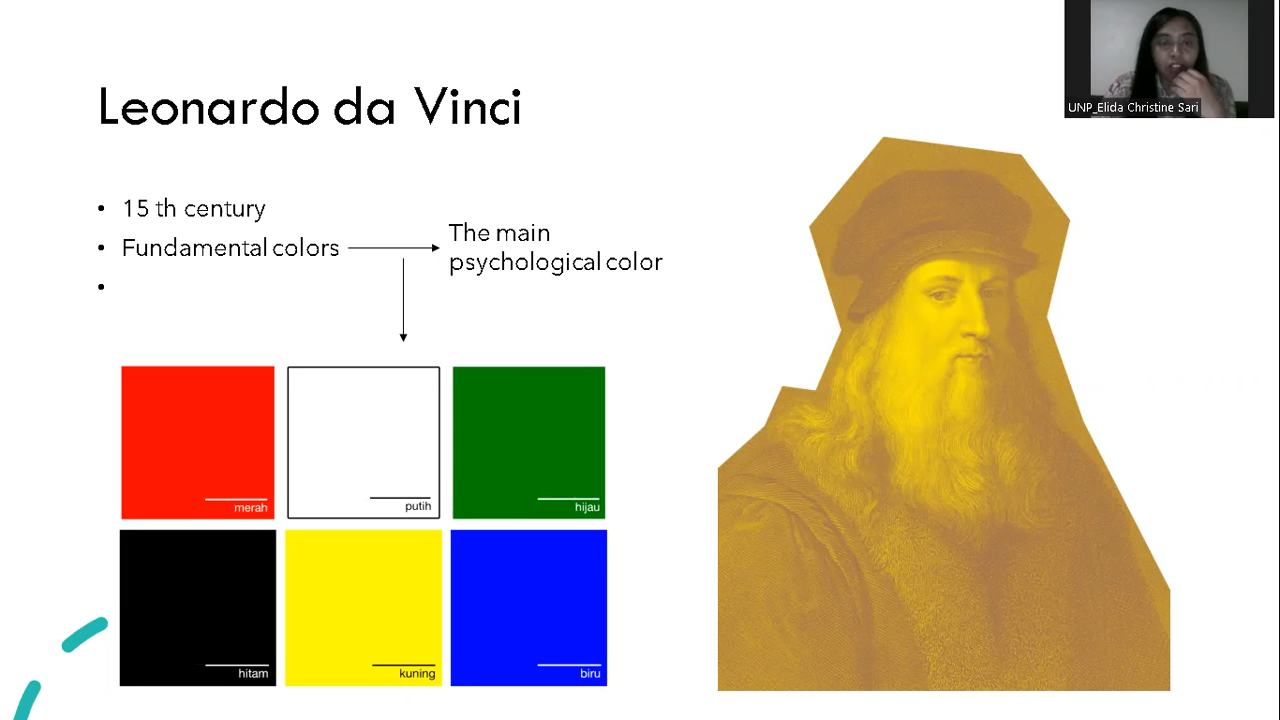 Leonardo da Vinci
UNP_Elida Christine Sari
• 15 th century
• Fundamental colors
The main
psychological color
•
merah
putih
hijau
hitam
kuning
biru